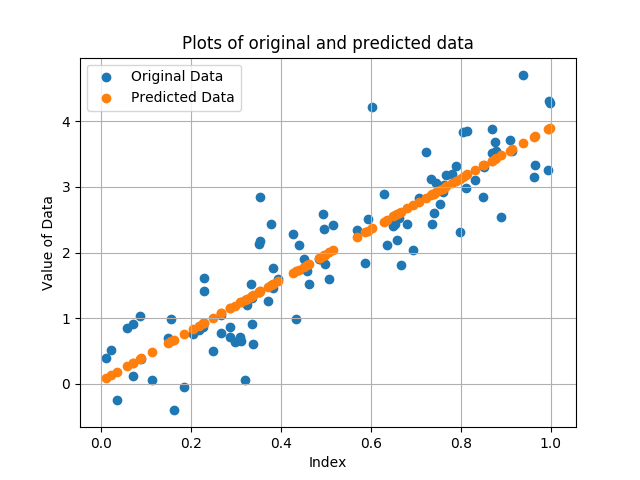 Plots of original and predicted data
Original Data
Predicted Data
4
3
2
1
0
Value of Data
0.0 0.2 0.4 0.6 0.8 1.0
Index